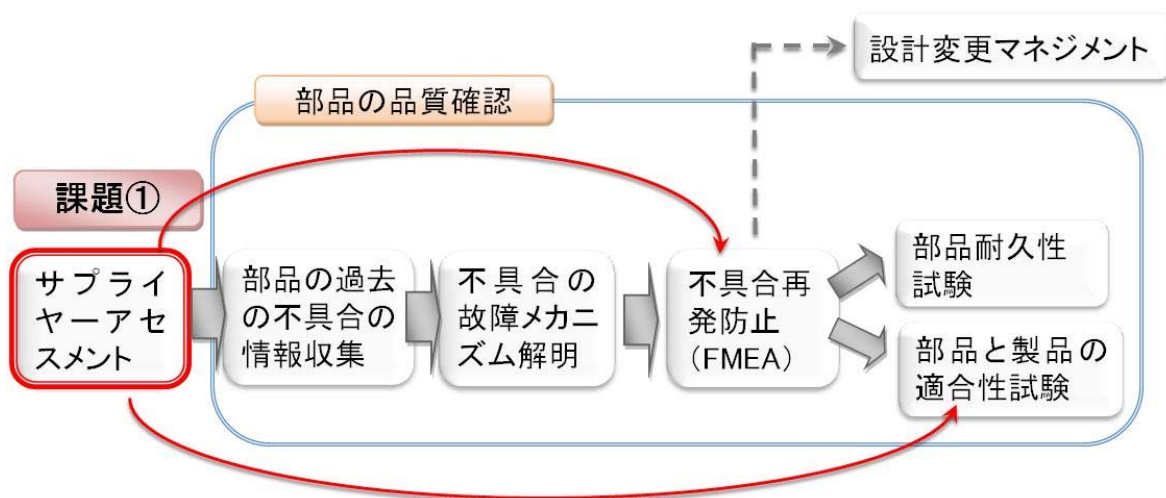 設計変更マネジメント
部品の品質確認
課題①
サプライ
ヤーアセ
スメント
部品の過去
の不具合の
情報収集
不具合の
故障メカニ
ズム解明
不具合再
発防止
(FMEA)
部品耐久性
試験
部品と製品の
適合性試験